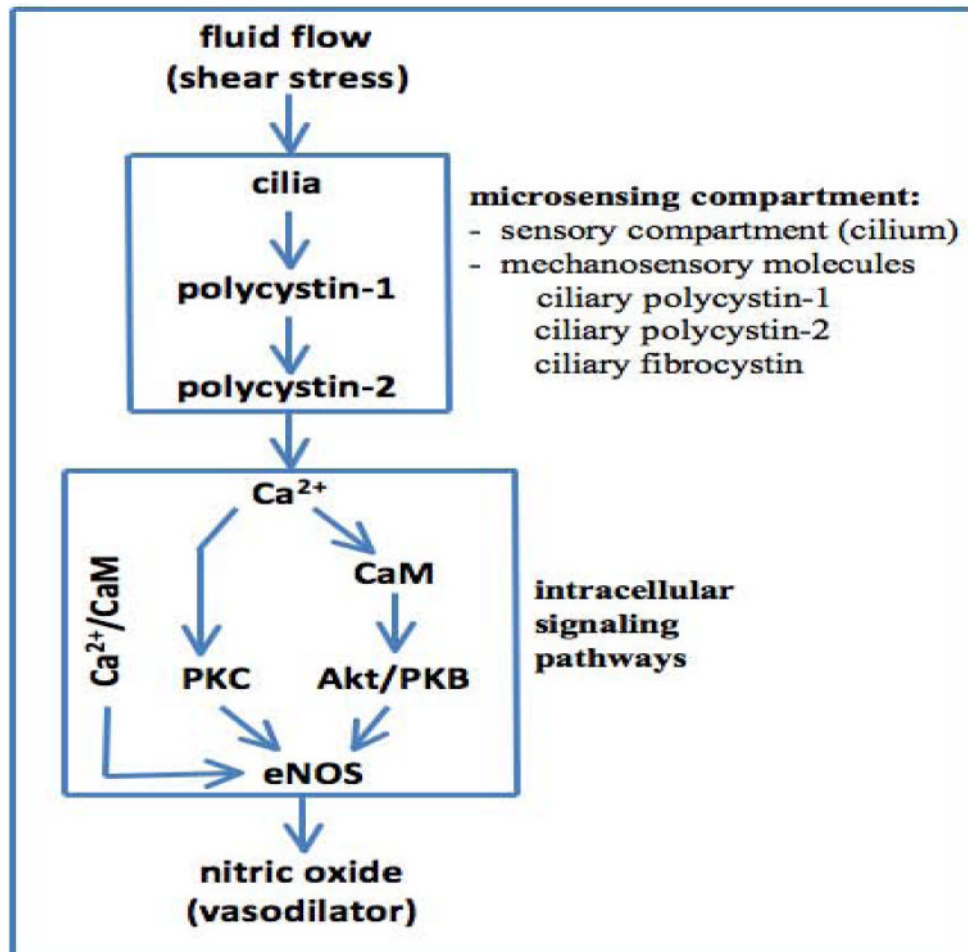 fluid flow
(shear stress)
cilia
polycystin-1
polycystin-2
microsensing compartment:
- sensory compartment (cilium)
- mechanosensory molecules
ciliary polycystin-1
ciliary polycystin-2
ciliary fibrocystin
Ca²⁺
CaM
Ca²⁺/CaM
PKC
Akt/PKB
eNOS
intracellular
signaling
pathways
nitric oxide
(vasodilator)